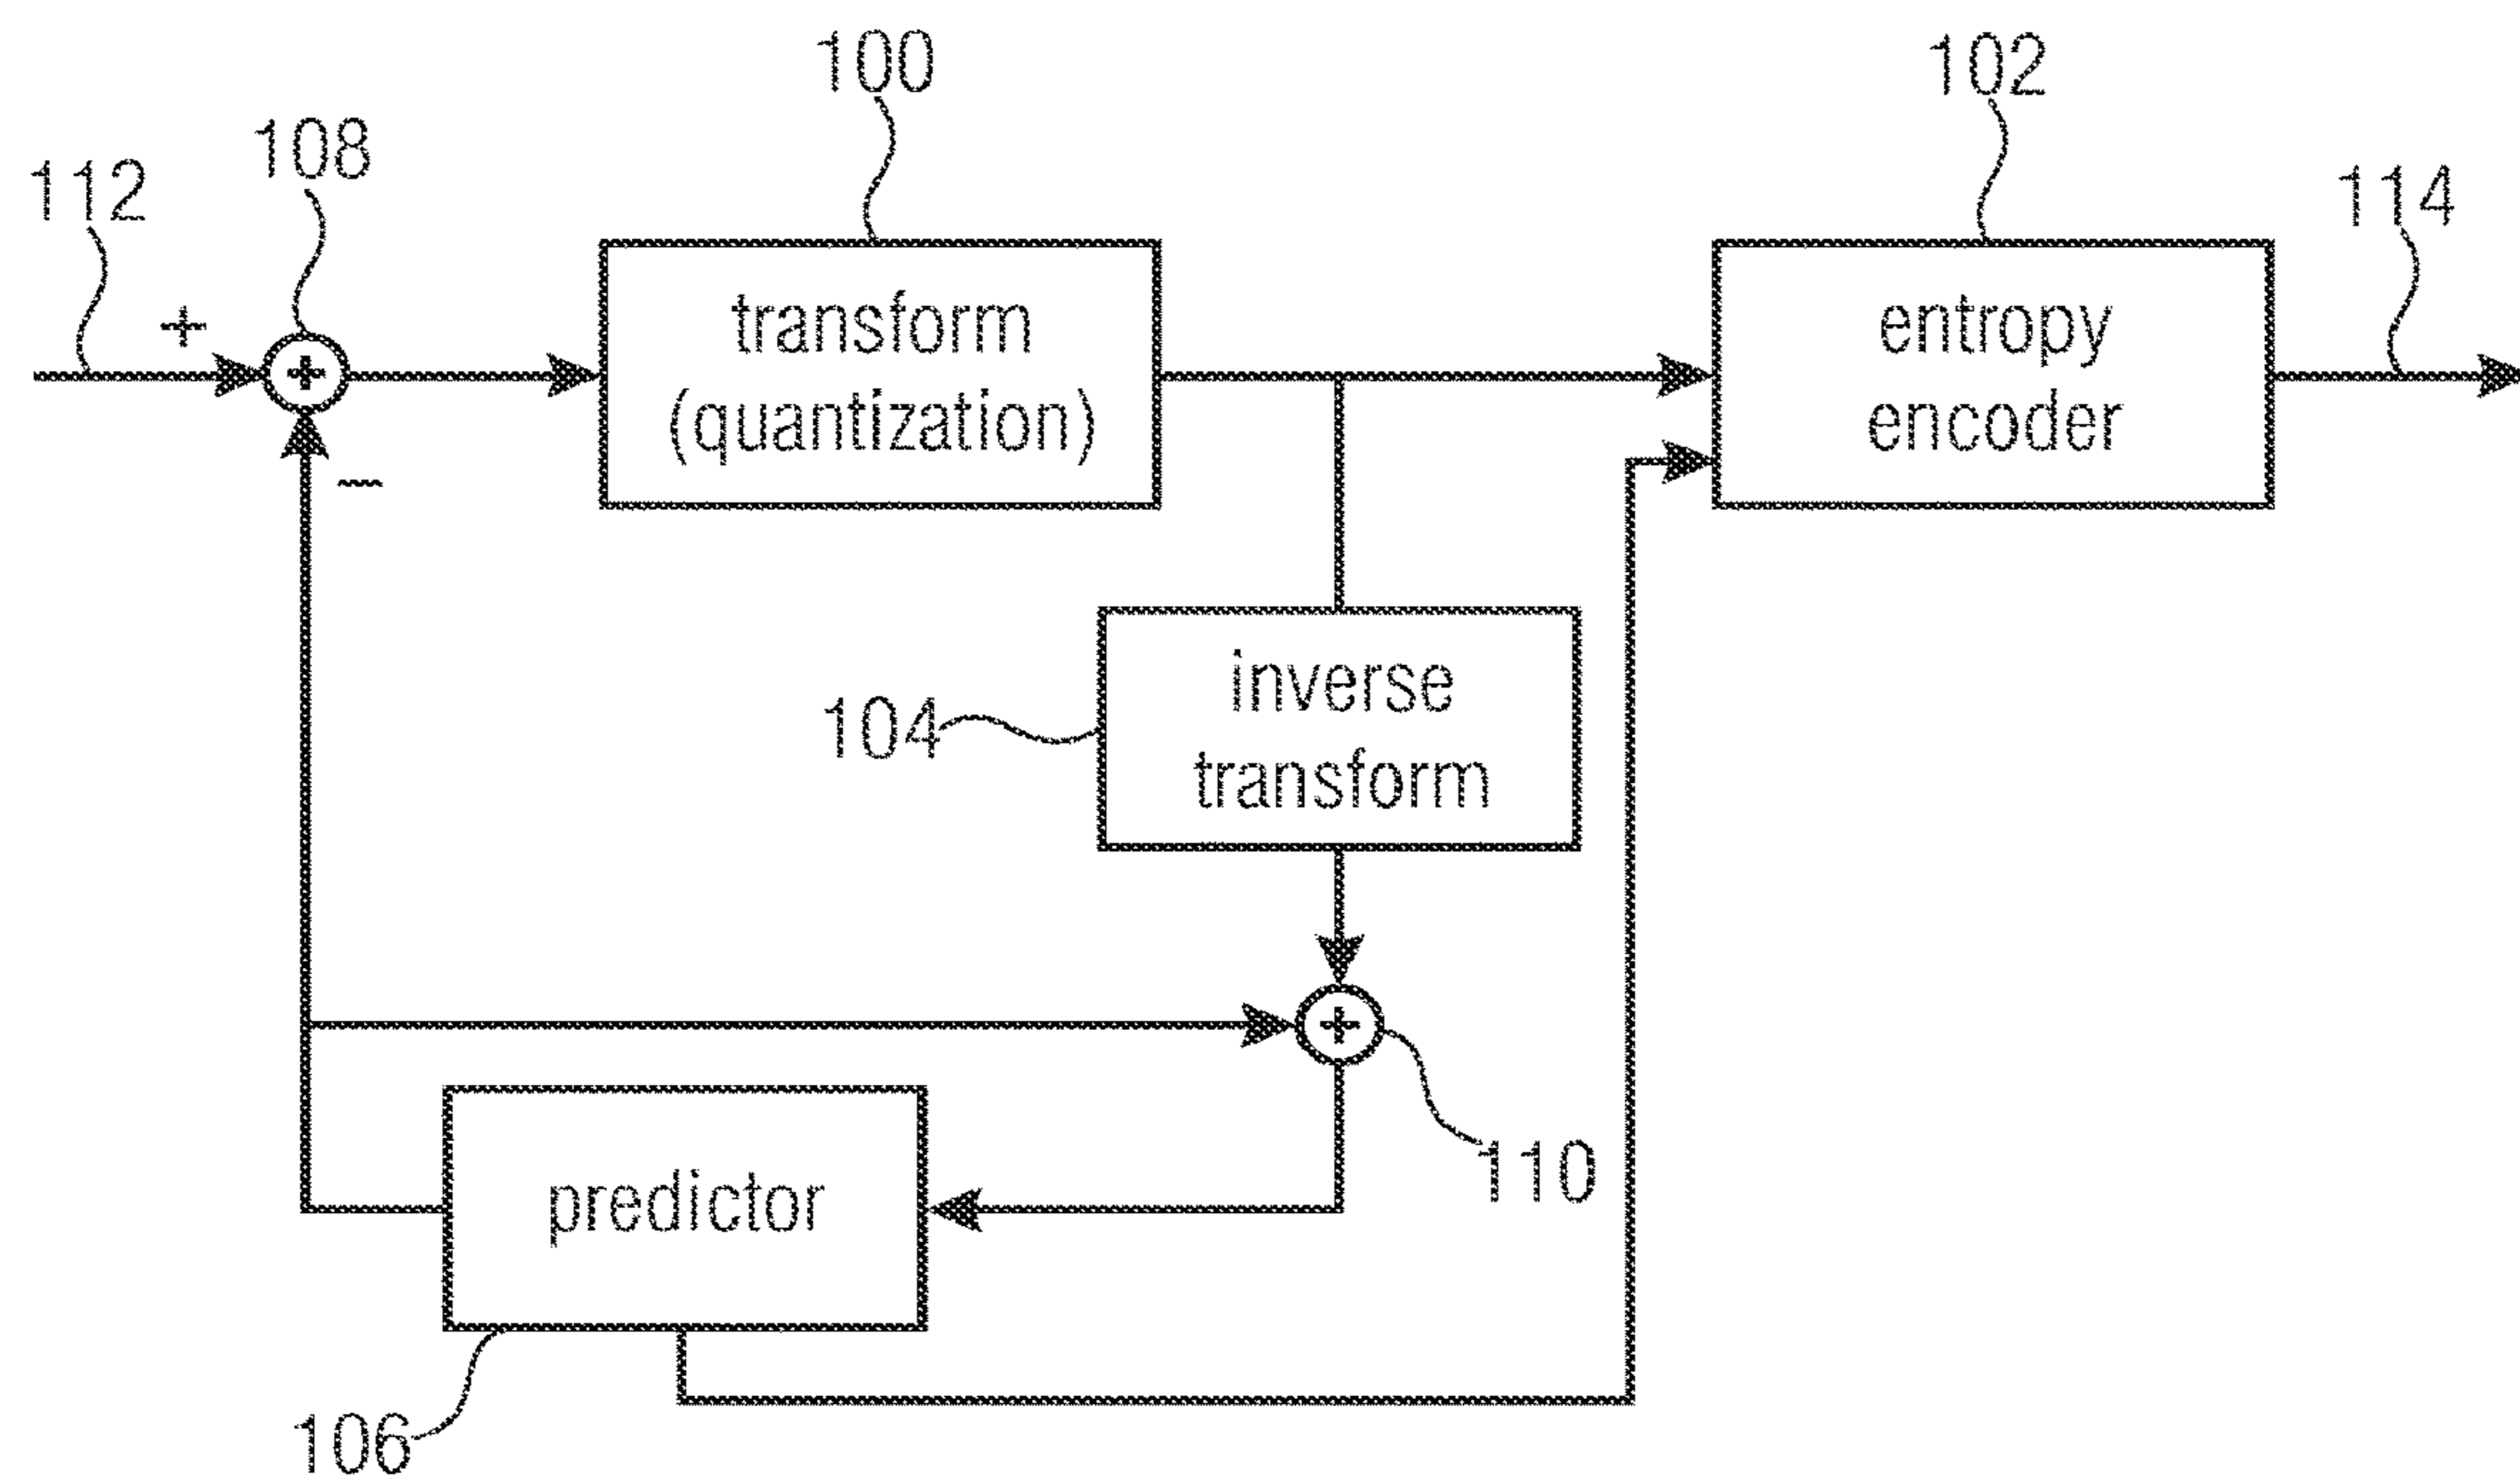 100
102
108
112
114
+
+
transform
(quantization)
entropy
encoder
−
inverse
transform
104
+
110
predictor
106